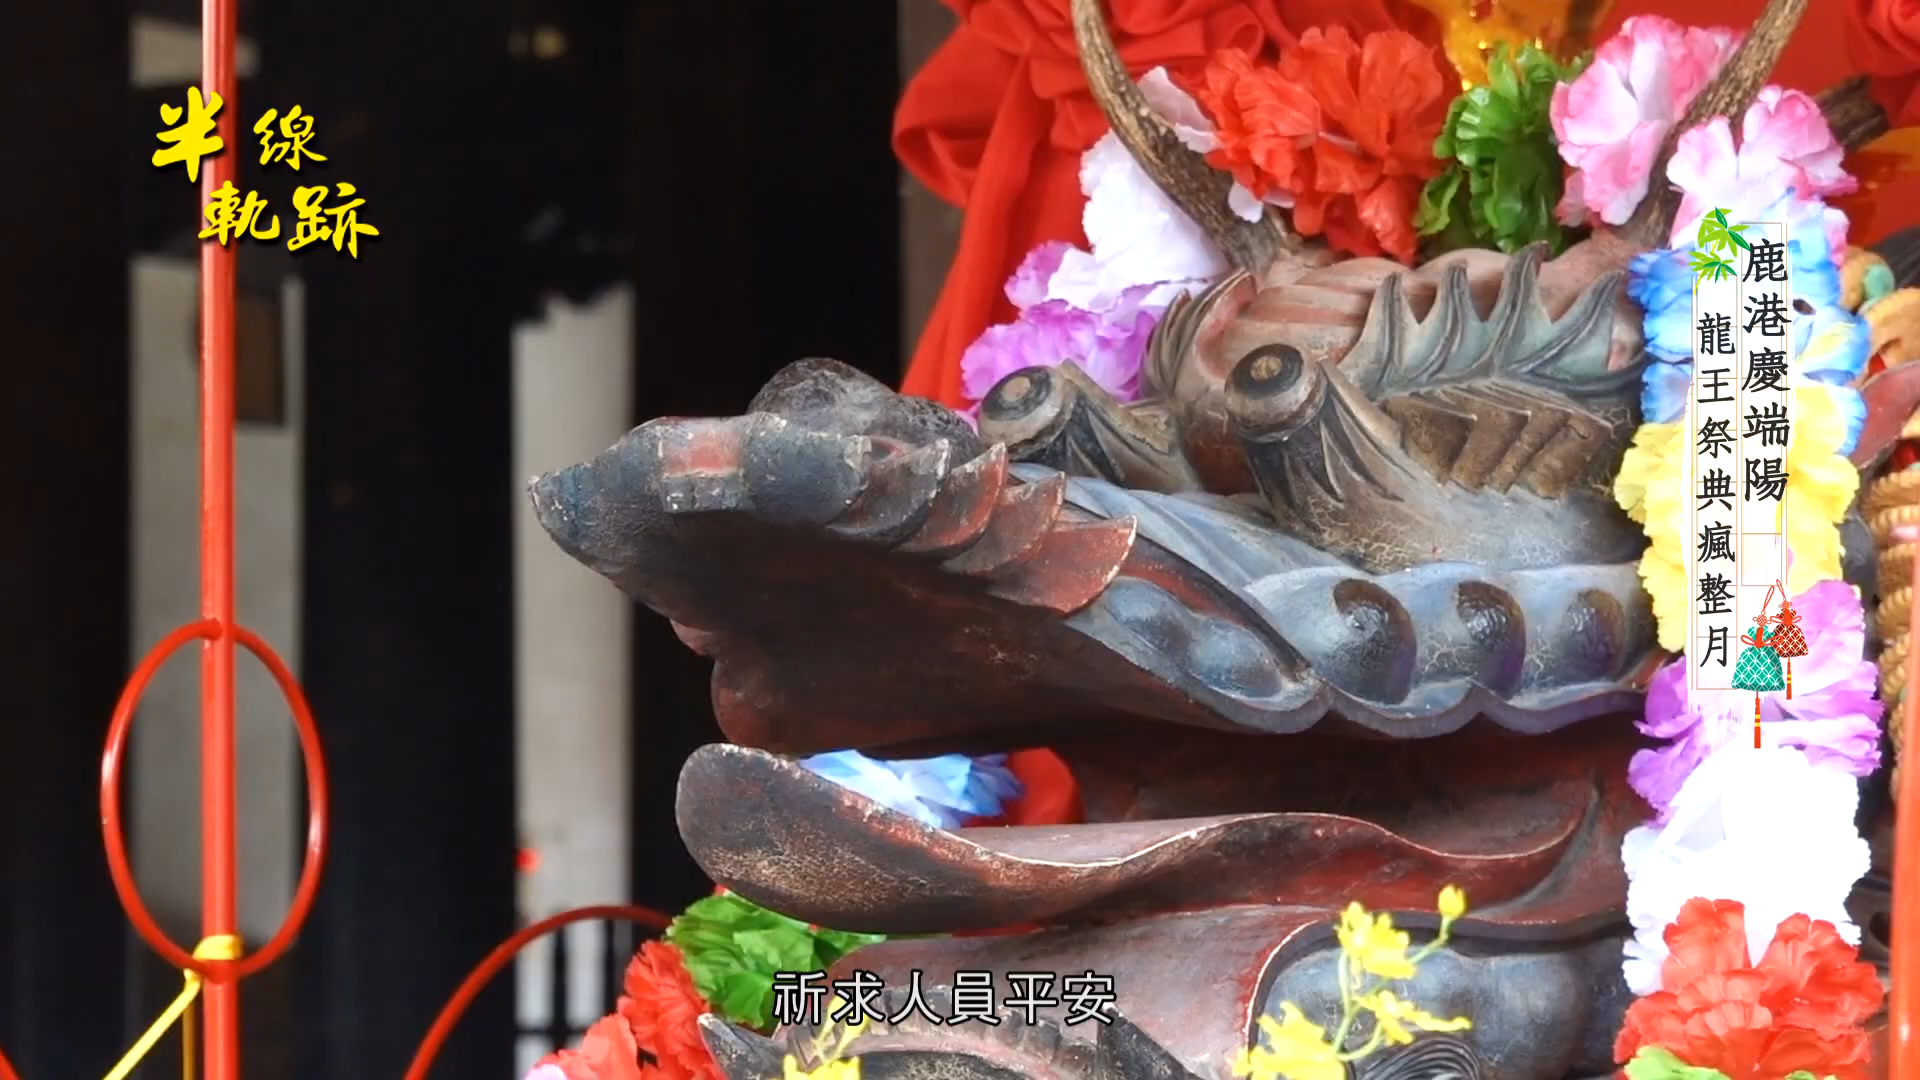 半線
軌跡
鹿港慶端陽
龍王祭典瘋整月
祈求人員平安